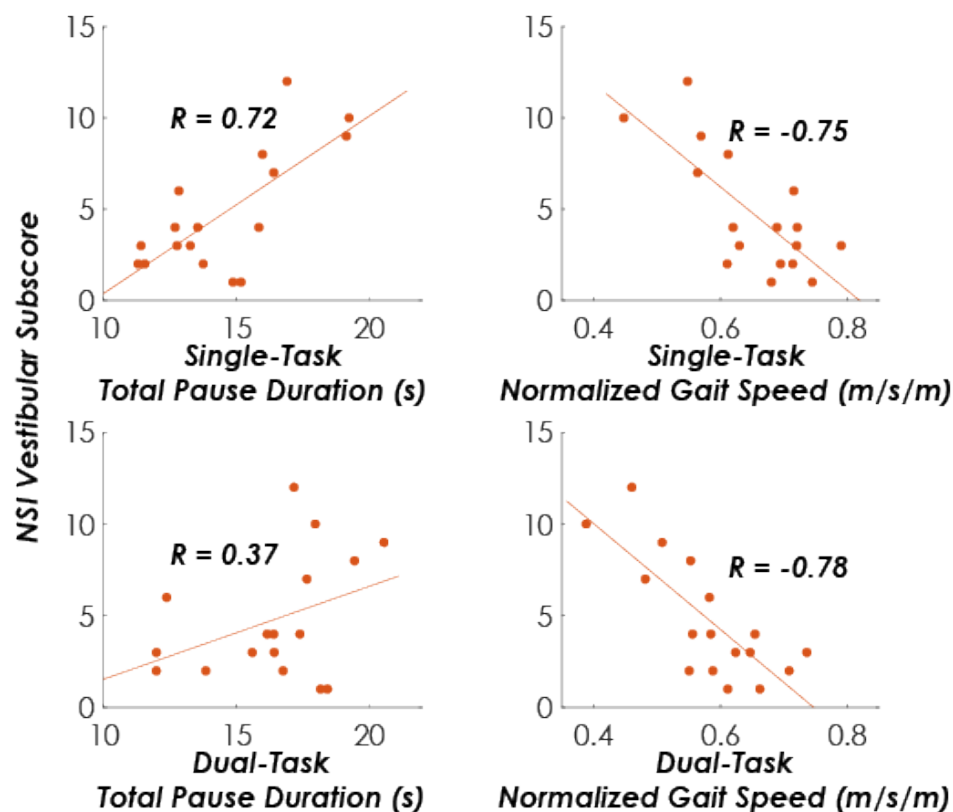 NSI Vestibular Subscore
15
10
5
0
R = 0.72
10 15 20
Single-Task
Total Pause Duration (s)
15
10
5
0
R = -0.75
0.4 0.6 0.8
Single-Task
Normalized Gait Speed (m/s/m)
15
10
5
0
R = 0.37
10 15 20
Dual-Task
Total Pause Duration (s)
15
10
5
0
R = -0.78
0.4 0.6 0.8
Dual-Task
Normalized Gait Speed (m/s/m)